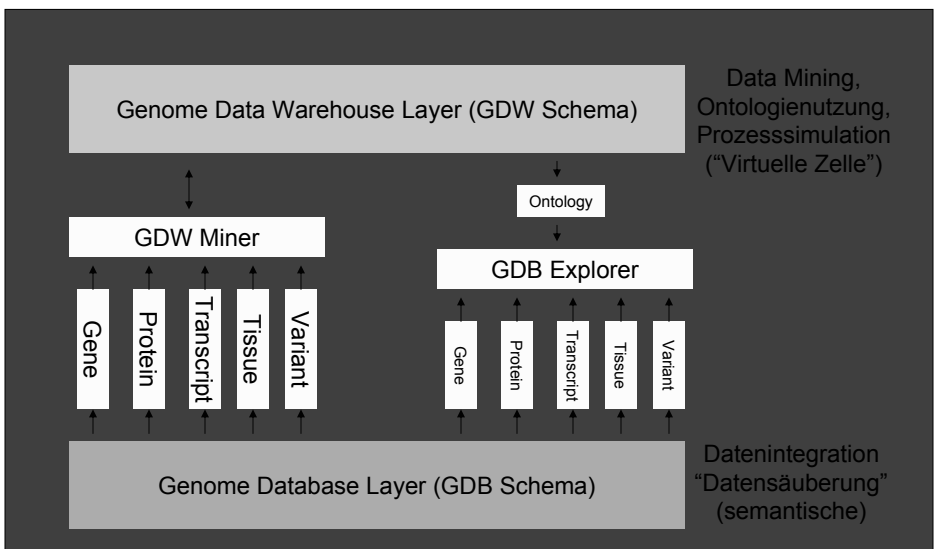 Genome Data Warehouse Layer (GDW Schema)
Data Mining,
Ontologienutzung,
Prozesssimulation
(“Virtuelle Zelle”)
Ontology
GDW Miner
GDB Explorer
Gene
Protein
Transcript
Tissue
Variant
Gene
Protein
Transcript
Tissue
Variant
Genome Database Layer (GDB Schema)
Datenintegration
“Datensäuberung”
(semantische)